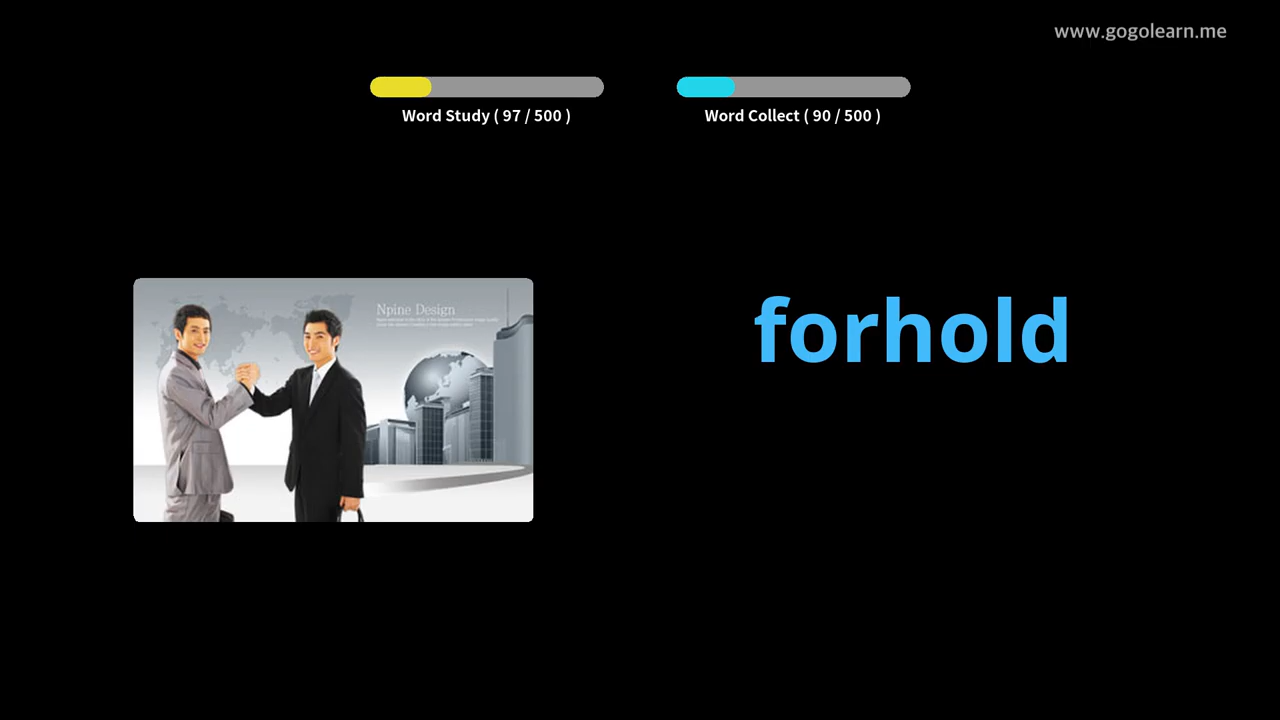 www.gogolearn.me
Word Study ( 97 / 500 )
Word Collect ( 90 / 500 )
Npine Design
forhold